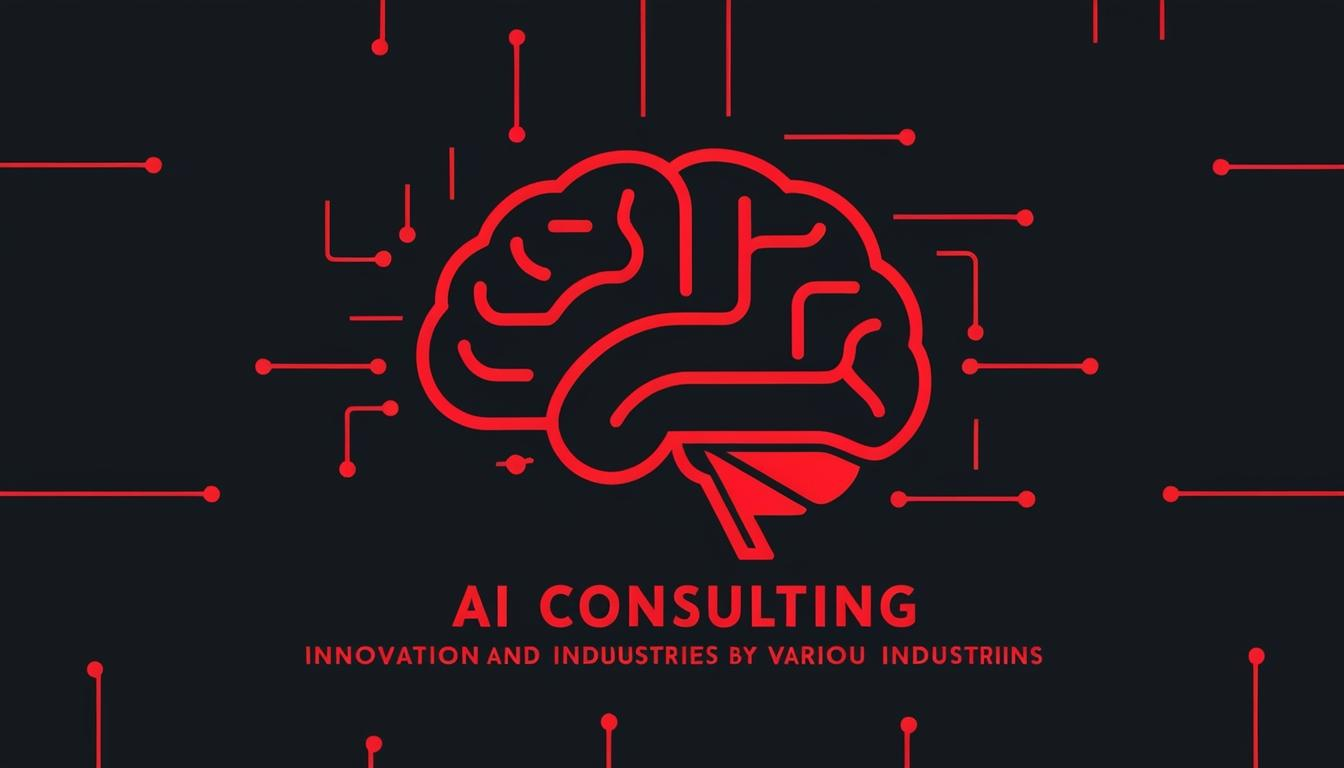 AI CONSULTING
INNOVATION AND INDUUSTRIES BY VARIOU INDUSTRIINS